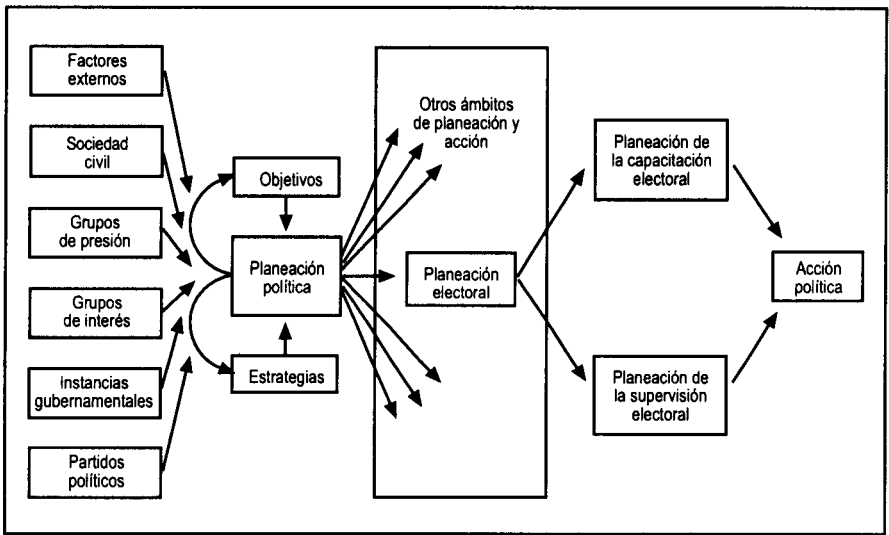 Factores
externos
Sociedad
civil
Grupos
de presión
Grupos
de interés
Instancias
gubernamentales
Partidos
políticos
Objetivos
Planeación
política
Estrategias
Otros ámbitos
de planeación y
acción
Planeación
electoral
Planeación de
la capacitación
electoral
Planeación de
la supervisión
electoral
Acción
política